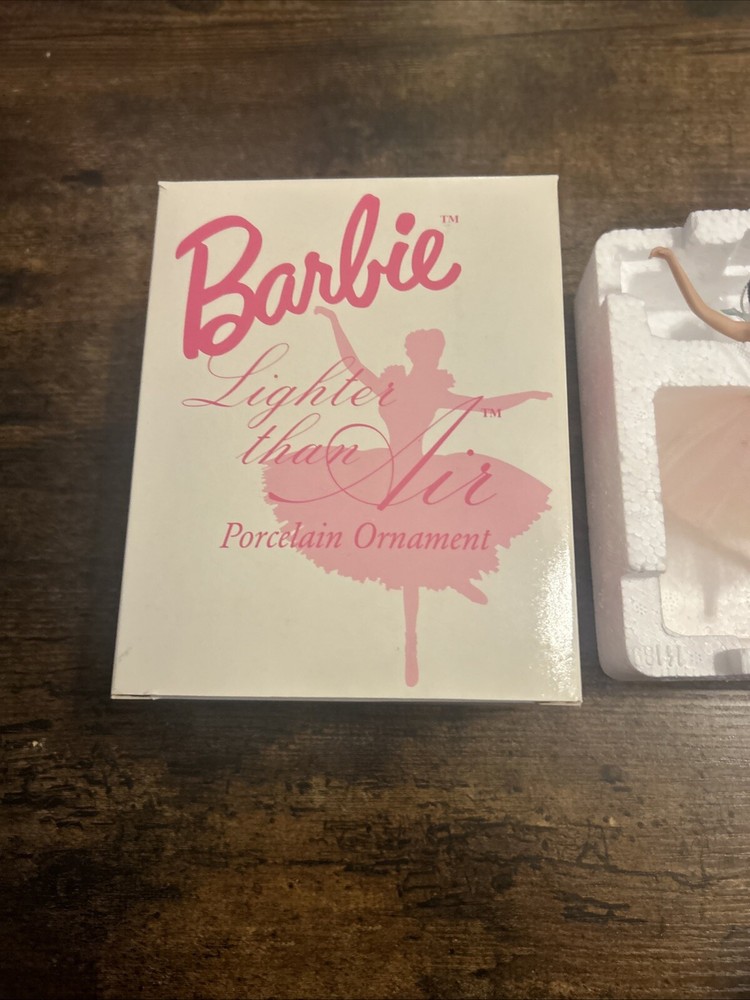 Barbie™
Lighter
than Air™
Porcelain Ornament